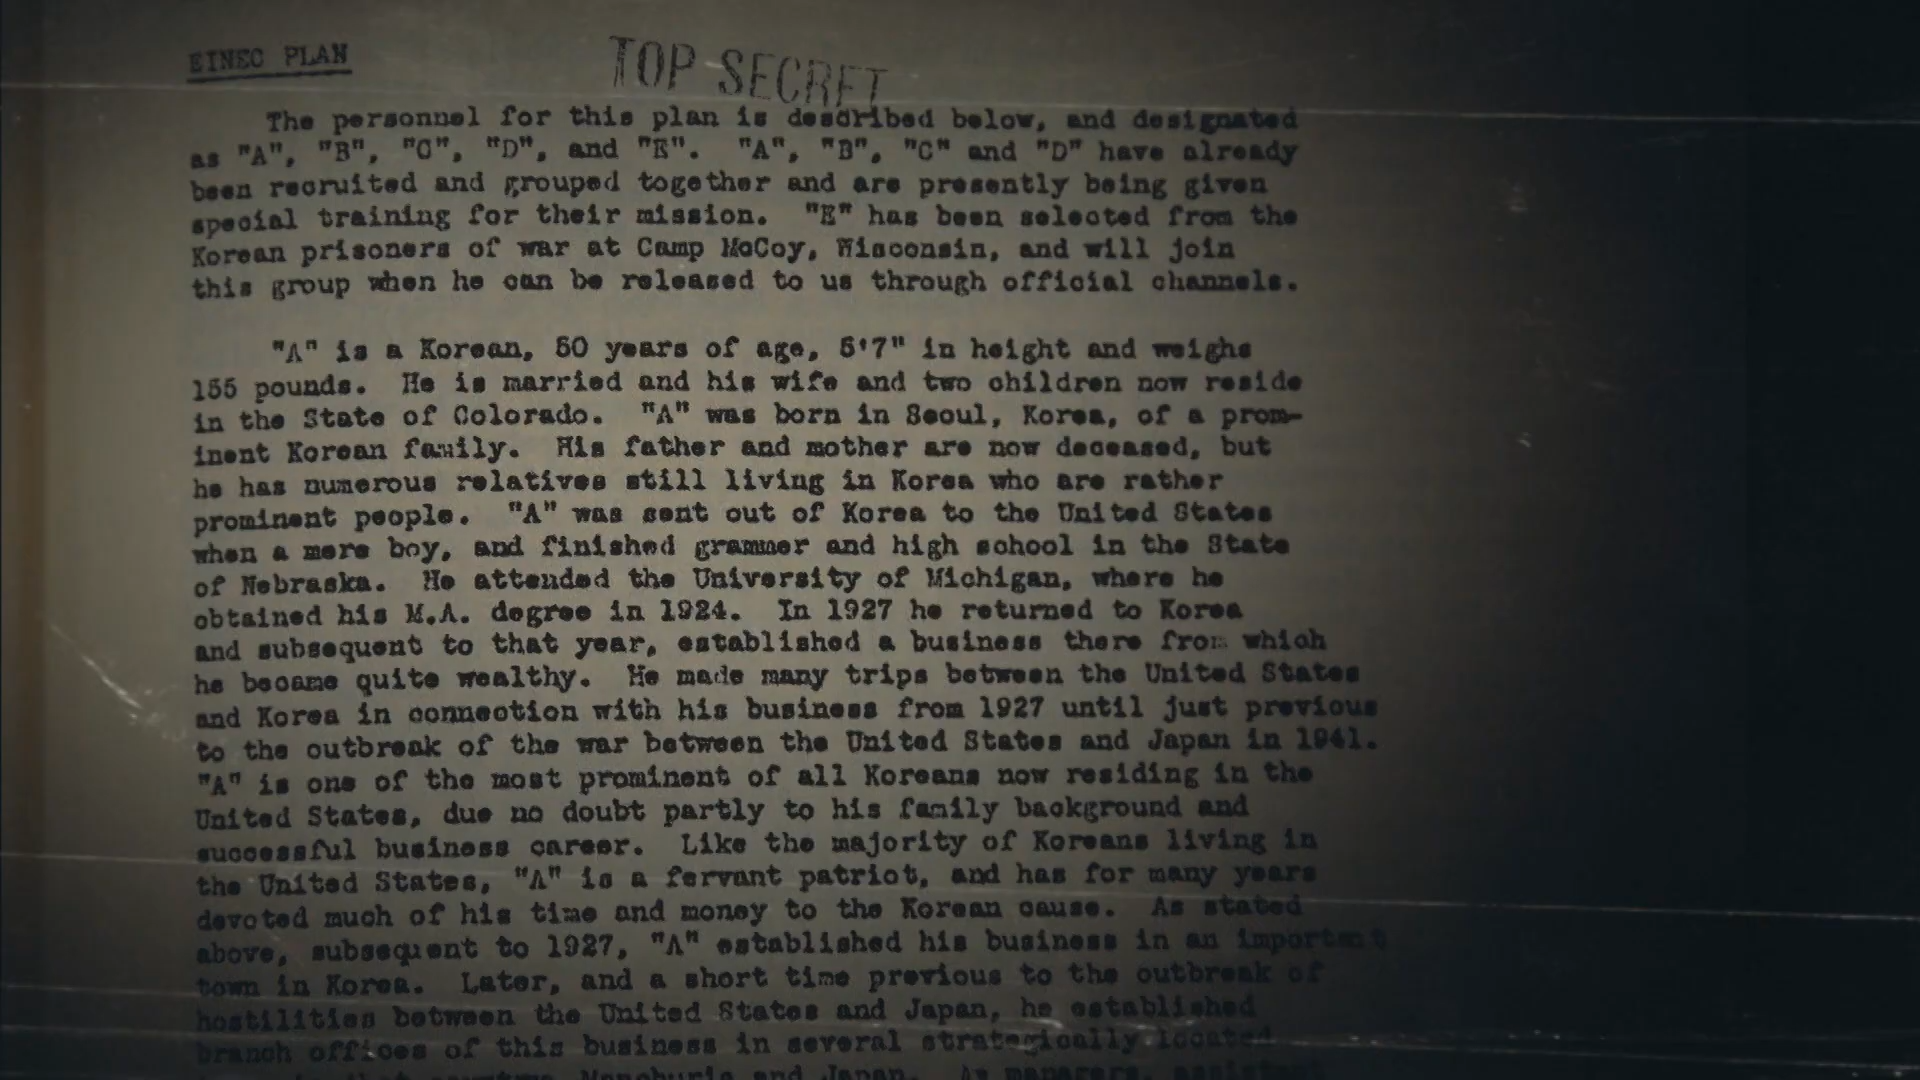 EINEC PLAN
TOP SECRET
The personnel for this plan is described below, and designated
as "A", "B", "C", "D", and "E". "A", "B", "C" and "D" have already
been recruited and grouped together and are presently being given
special training for their mission. "E" has been selected from the
Korean prisoners of war at Camp McCoy, Wisconsin, and will join
this group when he can be released to us through official channels.
"A" is a Korean, 50 years of age, 5'7" in height and weighs
155 pounds. He is married and his wife and two children now reside
in the State of Colorado. "A" was born in Seoul, Korea, of a prom-
inent Korean family. His father and mother are now deceased, but
he has numerous relatives still living in Korea who are rather
prominent people. "A" was sent out of Korea to the United States
when a mere boy, and finished grammer and high school in the State
of Nebraska. He attended the University of Michigan, where he
obtained his M.A. degree in 1924. In 1927 he returned to Korea
and subsequent to that year, established a business there from which
he became quite wealthy. He made many trips between the United States
and Korea in connection with his business from 1927 until just previous
to the outbreak of the war between the United States and Japan in 1941.
"A" is one of the most prominent of all Koreans now residing in the
United States, due no doubt partly to his family background and
successful business career. Like the majority of Koreans living in
the United States, "A" is a fervant patriot, and has for many years
devoted much of his time and money to the Korean cause. As stated
above, subsequent to 1927, "A" established his business in an important
town in Korea. Later, and a short time previous to the outbreak of
hostilities between the United States and Japan, he established
branch offices of this business in several strategically located
Manchuria and Japan. As managers, assistant